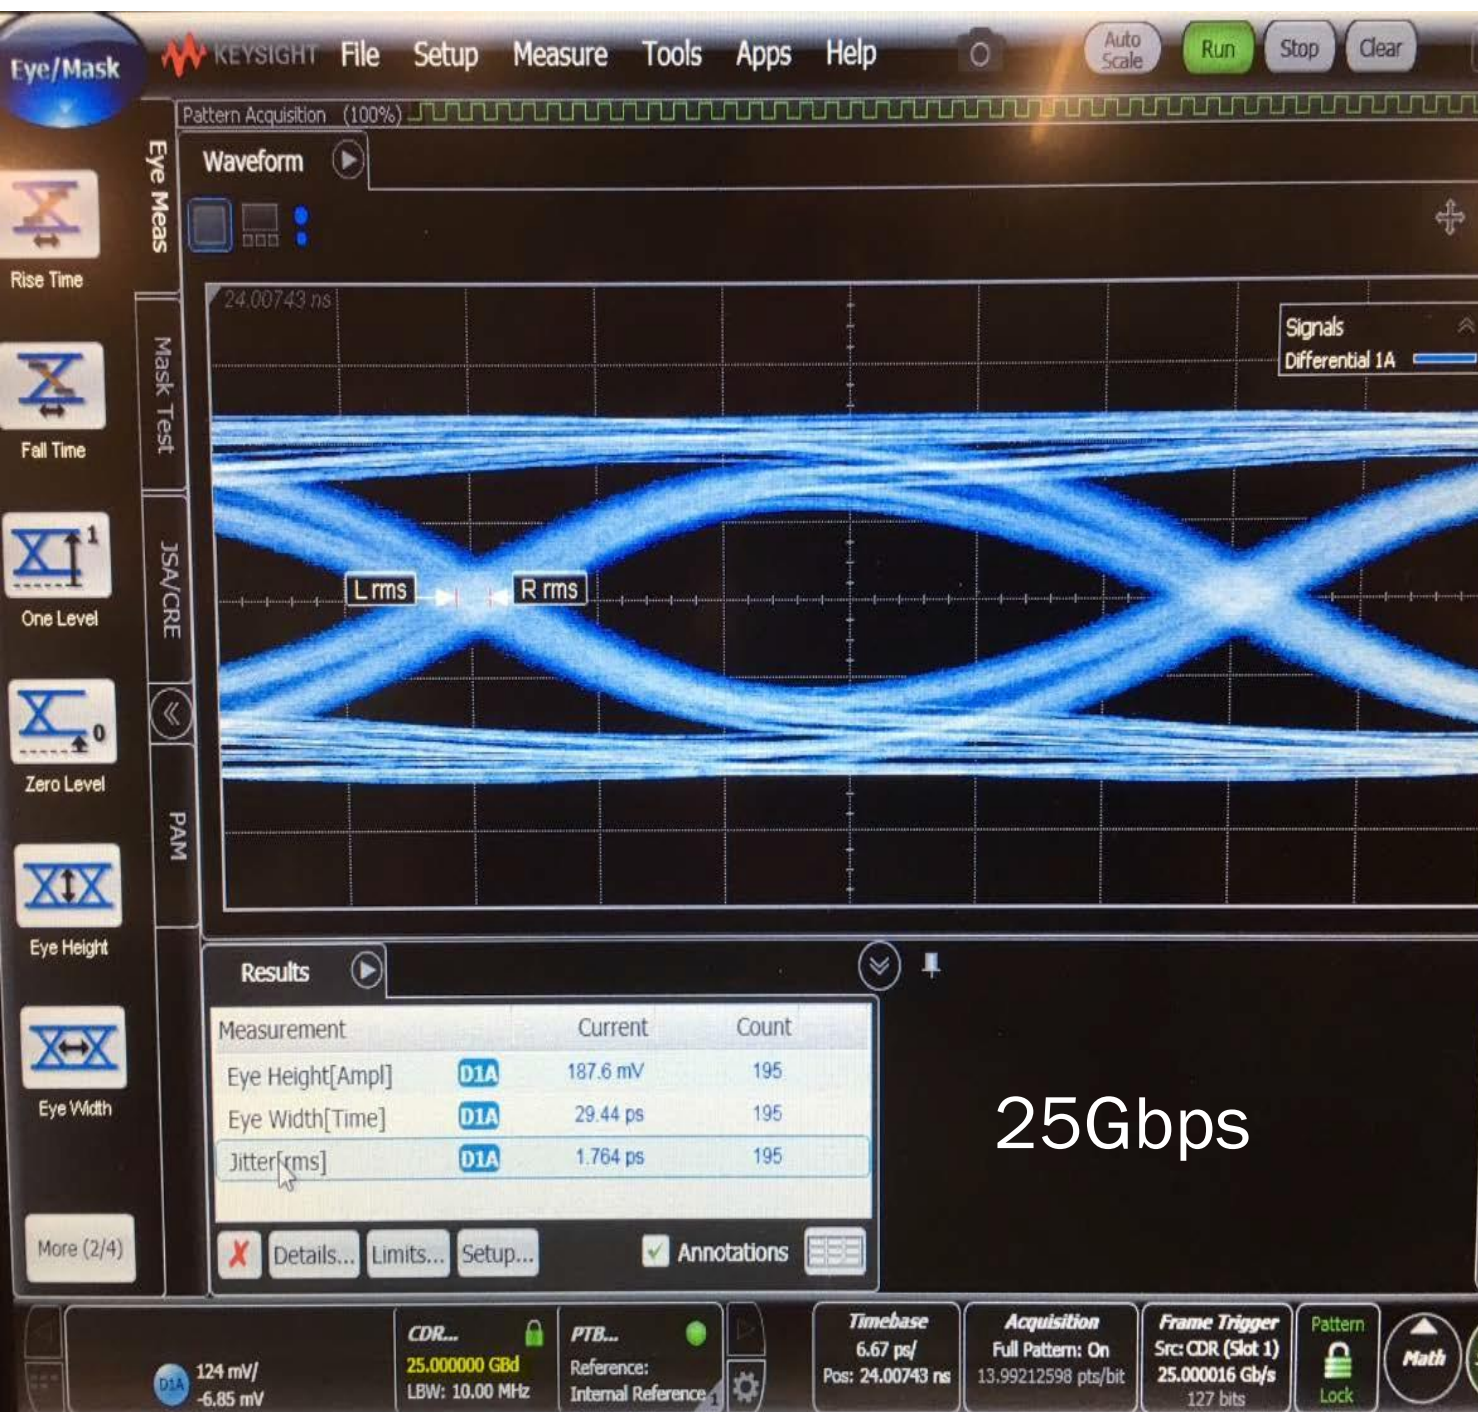 Eye/Mask
KEYSIGHT File Setup Measure Tools Apps Help
Auto
Scale
Run
Stop
Clear
Pattern Acquisition (100%)
Waveform
Eye Meas
Mask Test
JSA/CRE
PAM
Rise Time
Fall Time
1
One Level
0
Zero Level
Eye Height
Eye Width
More (2/4)
24.00743 ns
Signals
Differential 1A
L rms
R rms
Results
Measurement Current Count
Eye Height[Ampl] D1A 187.6 mV 195
Eye Width[Time] D1A 29.44 ps 195
Jitter[rms] D1A 1.764 ps 195
Details... Limits... Setup... Annotations
25Gbps
D1A
124 mV/
-6.85 mV
CDR...
25.000000 GBd
LBW: 10.00 MHz
PTB...
Reference:
Internal Reference
1
Timebase
6.67 ps/
Pos: 24.00743 ns
Acquisition
Full Pattern: On
13.99212598 pts/bit
Frame Trigger
Src: CDR (Slot 1)
25.000016 Gb/s
127 bits
Pattern
Lock
Math